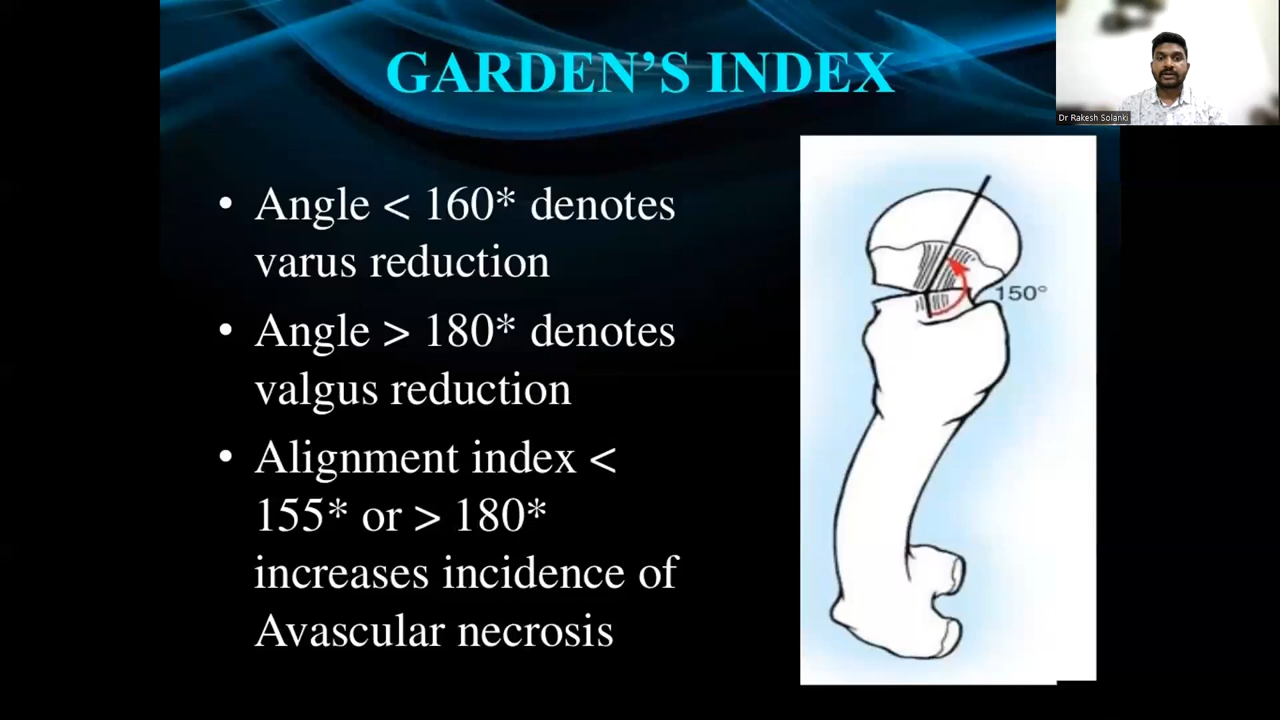 GARDEN'S INDEX
Dr Rakesh Solanki
• Angle < 160* denotes
varus reduction
• Angle > 180* denotes
valgus reduction
• Alignment index <
155* or > 180*
increases incidence of
Avascular necrosis
150°